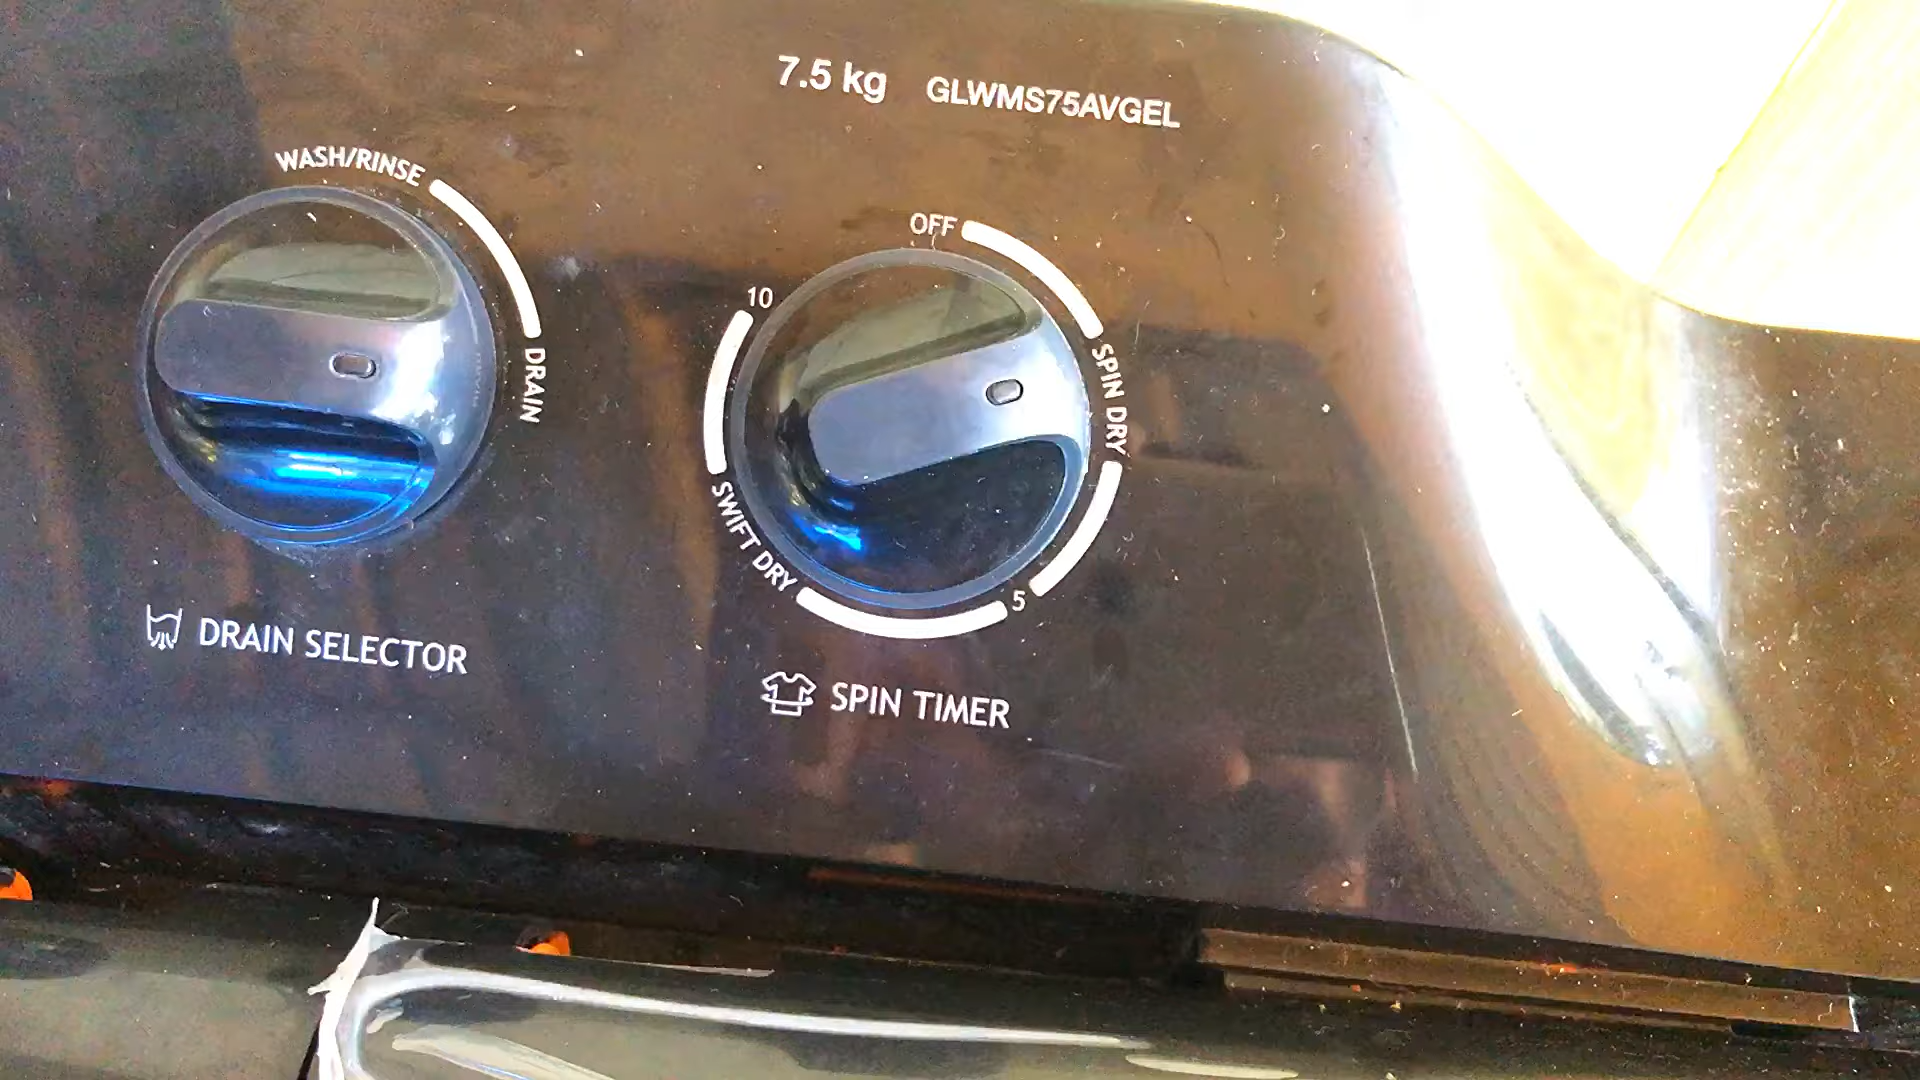 7.5 kg GLWMS75AVGEL
WASH/RINSE
DRAIN
DRAIN SELECTOR
OFF
SPIN DRY
5
SWIFT DRY
10
SPIN TIMER